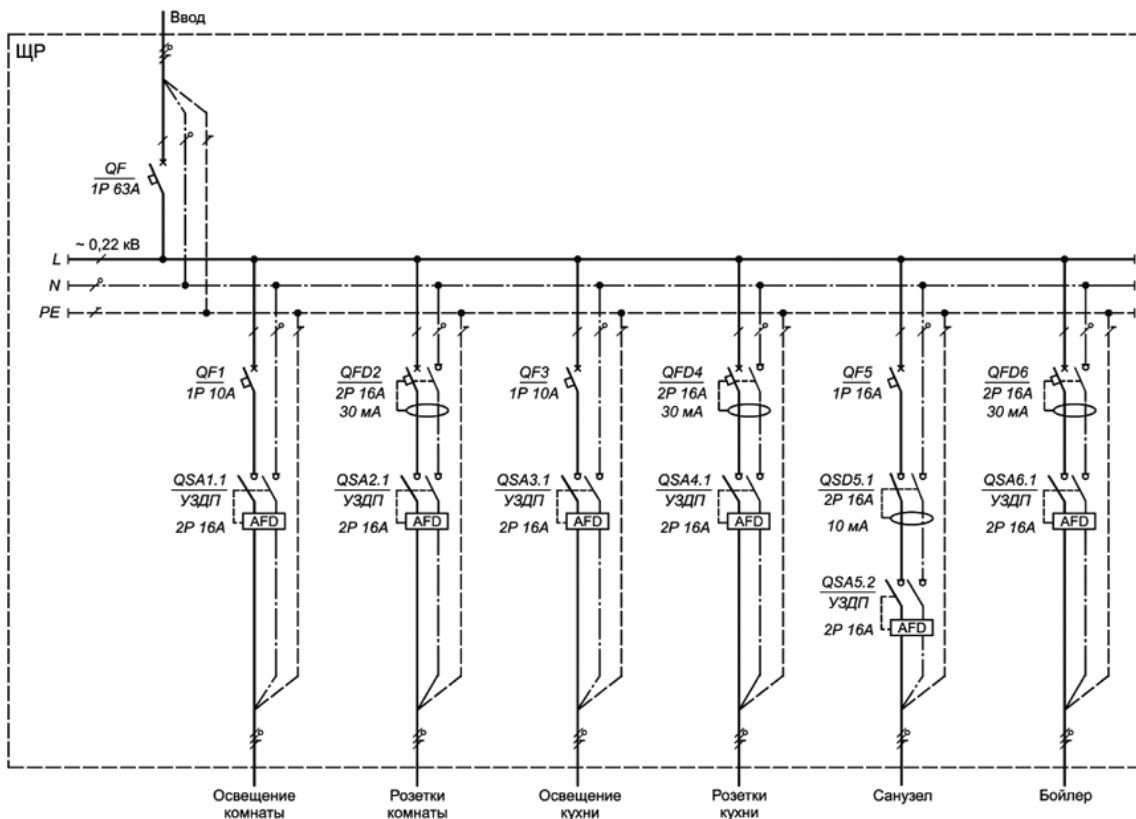 Ввод
ЩР
QF
1P 63A
~ 0,22 кВ
L
N
PE
QF1
1P 10A
QFD2
2P 16A
30 мА
QF3
1P 10A
QFD4
2P 16A
30 мА
QF5
1P 16A
QFD6
2P 16A
30 мА
QSA1.1
УЗДП
2P 16A
AFD
QSA2.1
УЗДП
2P 16A
AFD
QSA3.1
УЗДП
2P 16A
AFD
QSA4.1
УЗДП
2P 16A
AFD
QSD5.1
2P 16A
10 мА
QSA6.1
УЗДП
2P 16A
AFD
QSA5.2
УЗДП
2P 16A
AFD
Освещение
комнаты
Розетки
комнаты
Освещение
кухни
Розетки
кухни
Санузел
Бойлер